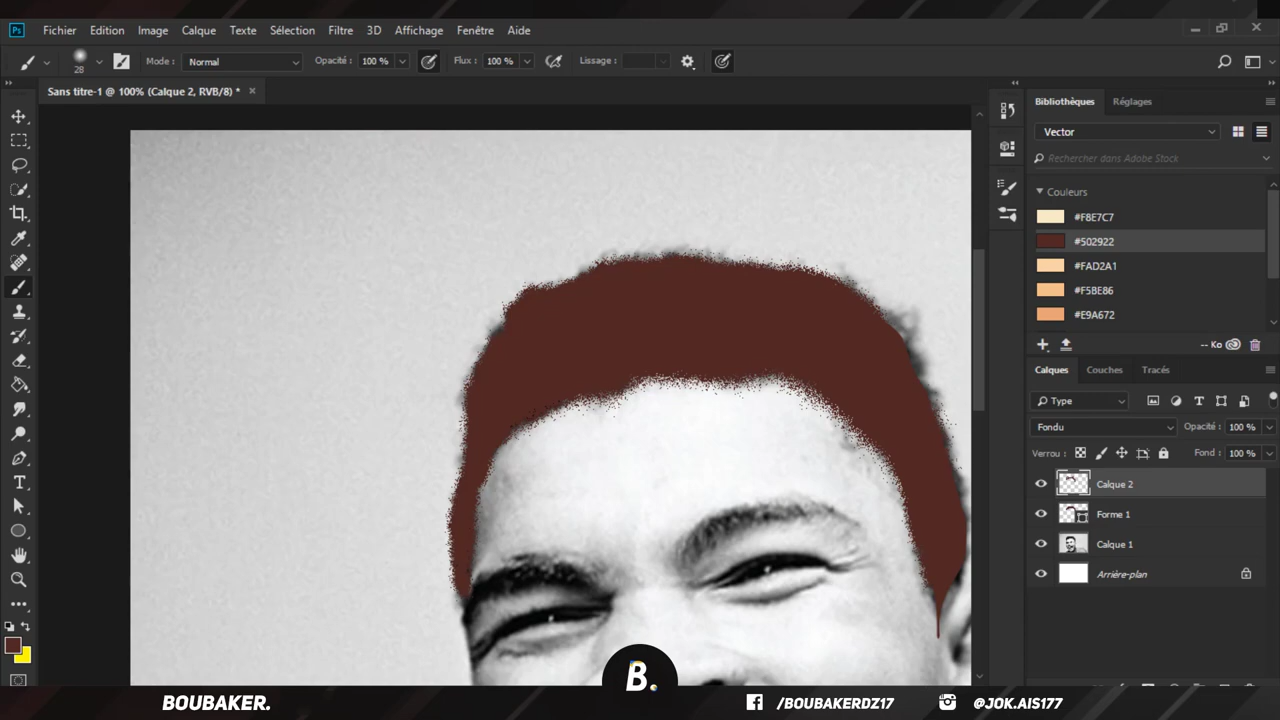 Ps Fichier Edition Image Calque Texte Sélection Filtre 3D Affichage Fenêtre Aide
28 Mode : Normal Opacité : 100 % Flux : 100 % Lissage :
Sans titre-1 @ 100% (Calque 2, RVB/8) *
Bibliothèques Réglages
Vector
Rechercher dans Adobe Stock
Couleurs
#F8E7C7
#502922
#FAD2A1
#F5BE86
#E9A672
-- Ko
Calques Couches Tracés
Type
Fondu Opacité : 100 %
Verrou : Fond : 100 %
Calque 2
Forme 1
Calque 1
Arrière-plan
B.
BOUBAKER. /BOUBAKERDZ17 @JOK.AIS177